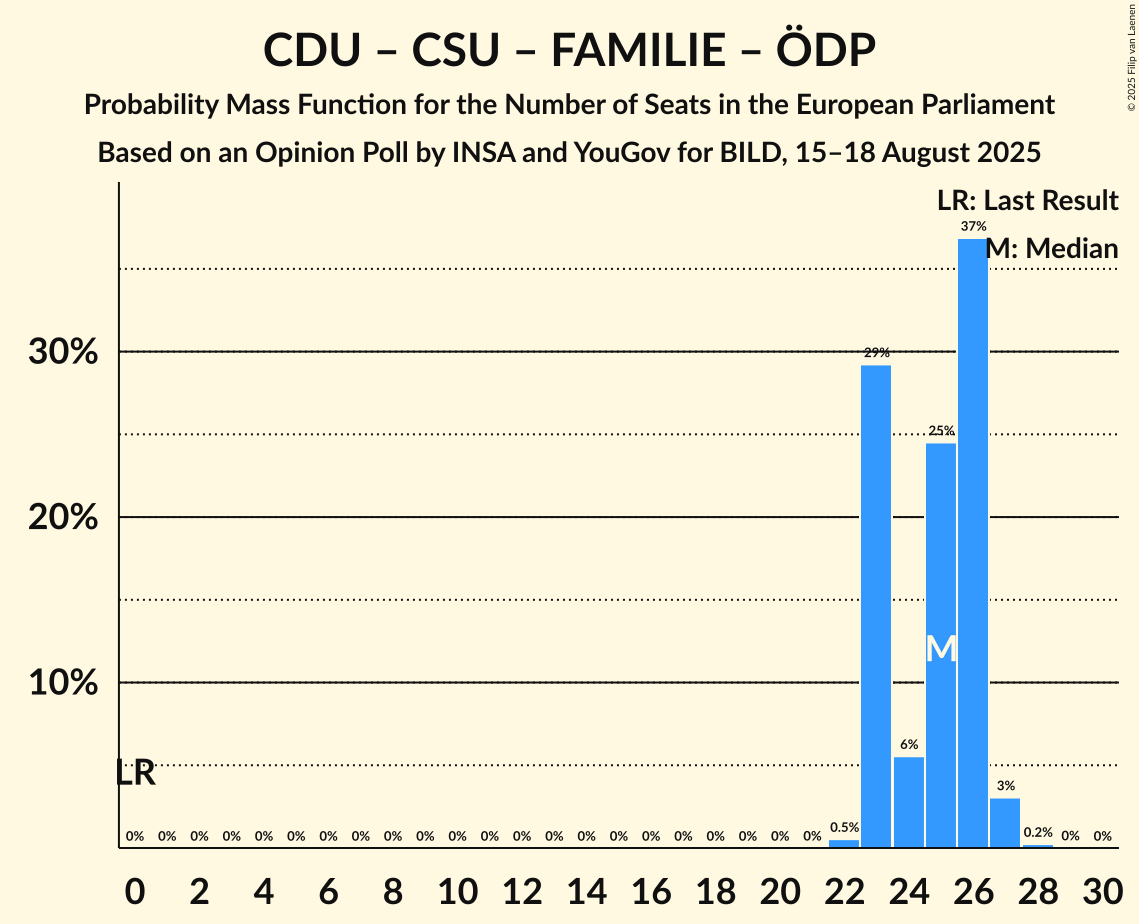 CDU – CSU – FAMILIE – ÖDP
Probability Mass Function for the Number of Seats in the European Parliament
Based on an Opinion Poll by INSA and YouGov for BILD, 15–18 August 2025
© 2025 Filip van Laenen
LR: Last Result
M: Median
37%
30%
29%
25%
20%
M
10%
LR
6%
3%
0% 0% 0% 0% 0% 0% 0% 0% 0% 0% 0% 0% 0% 0% 0% 0% 0% 0% 0% 0% 0% 0% 0.5% 0.2% 0% 0%
0 2 4 6 8 10 12 14 16 18 20 22 24 26 28 30